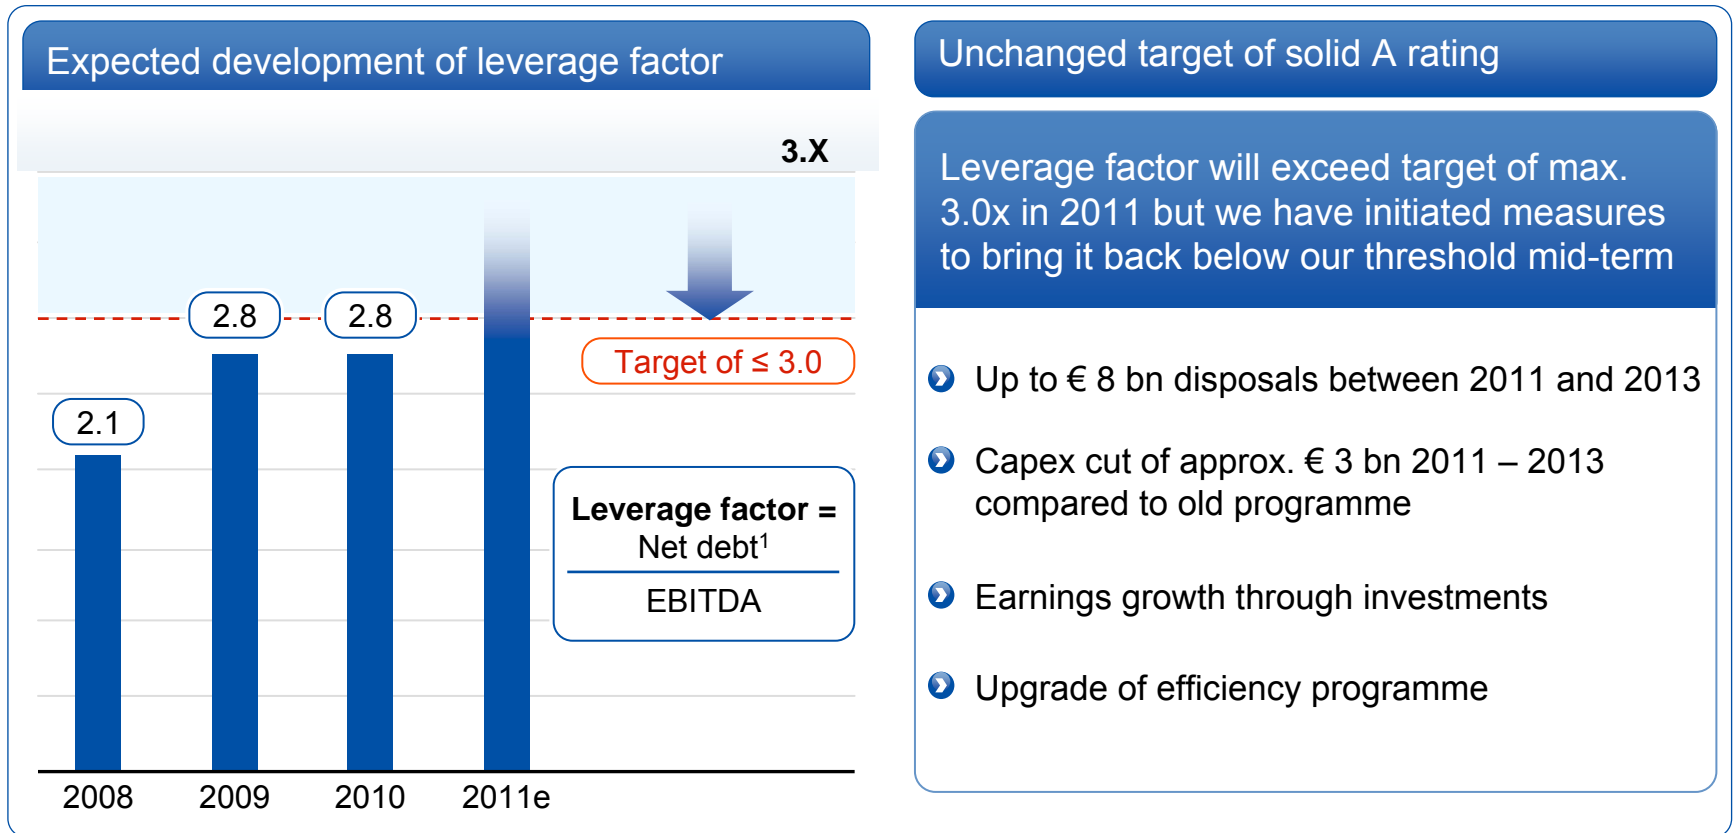 Expected development of leverage factor
3.X
2.8
2.8
Target of ≤ 3.0
2.1
Leverage factor =
Net debt¹
EBITDA
2008
2009
2010
2011e
Unchanged target of solid A rating
Leverage factor will exceed target of max.
3.0x in 2011 but we have initiated measures
to bring it back below our threshold mid-term
Up to € 8 bn disposals between 2011 and 2013
Capex cut of approx. € 3 bn 2011 – 2013
compared to old programme
Earnings growth through investments
Upgrade of efficiency programme